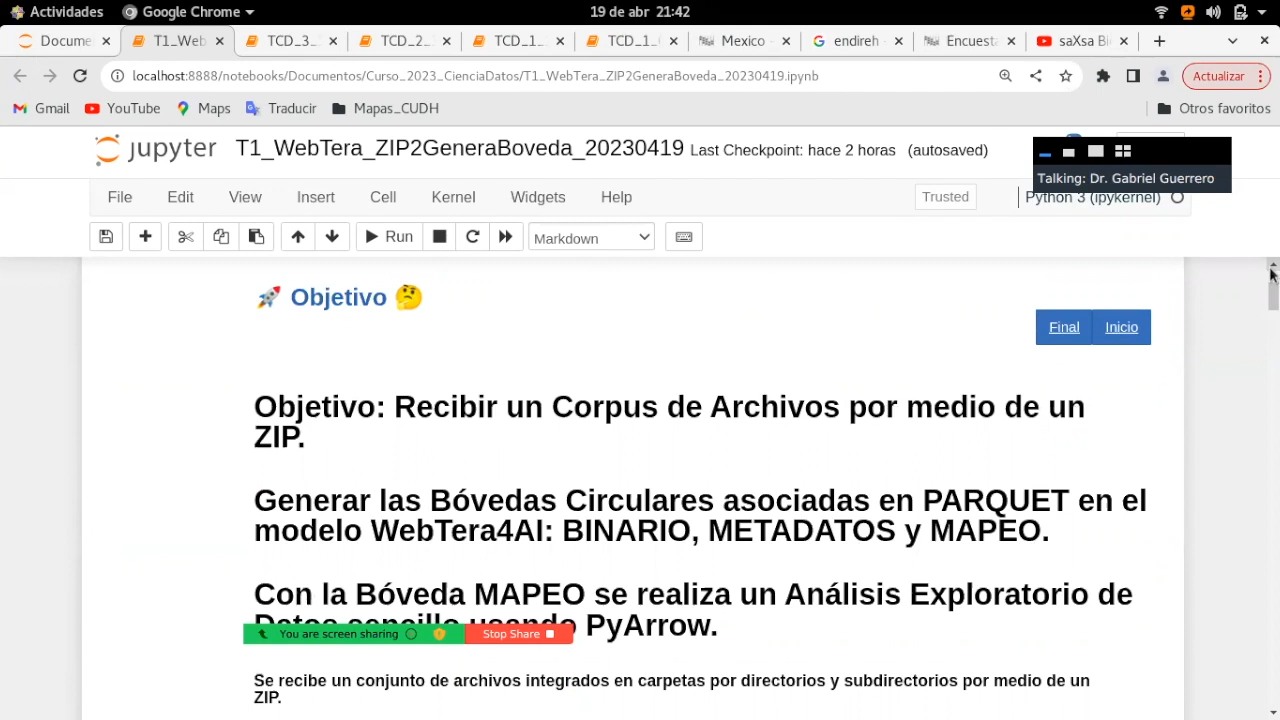 Actividades Google Chrome 19 de abr 21:42
Docume T1_Web TCD_3_ TCD_2_ TCD_1_ TCD_1_ Mexico - endireh - Encuesta saXsa Bi
localhost:8888/notebooks/Documentos/Curso_2023_CienciaDatos/T1_WebTera_ZIP2GeneraBoveda_20230419.ipynb Actualizar
Gmail YouTube Maps Traducir Mapas_CUDH Otros favoritos
jupyter T1_WebTera_ZIP2GeneraBoveda_20230419 Last Checkpoint: hace 2 horas (autosaved)
Talking: Dr. Gabriel Guerrero
File Edit View Insert Cell Kernel Widgets Help Trusted Python 3 (ipykernel)
Run Markdown
Objetivo
Final Inicio
Objetivo: Recibir un Corpus de Archivos por medio de un
ZIP.
Generar las Bóvedas Circulares asociadas en PARQUET en el
modelo WebTera4AI: BINARIO, METADATOS y MAPEO.
Con la Bóveda MAPEO se realiza un Análisis Exploratorio de
Datos sencillo usando PyArrow.
You are screen sharing Stop Share
Se recibe un conjunto de archivos integrados en carpetas por directorios y subdirectorios por medio de un
ZIP.